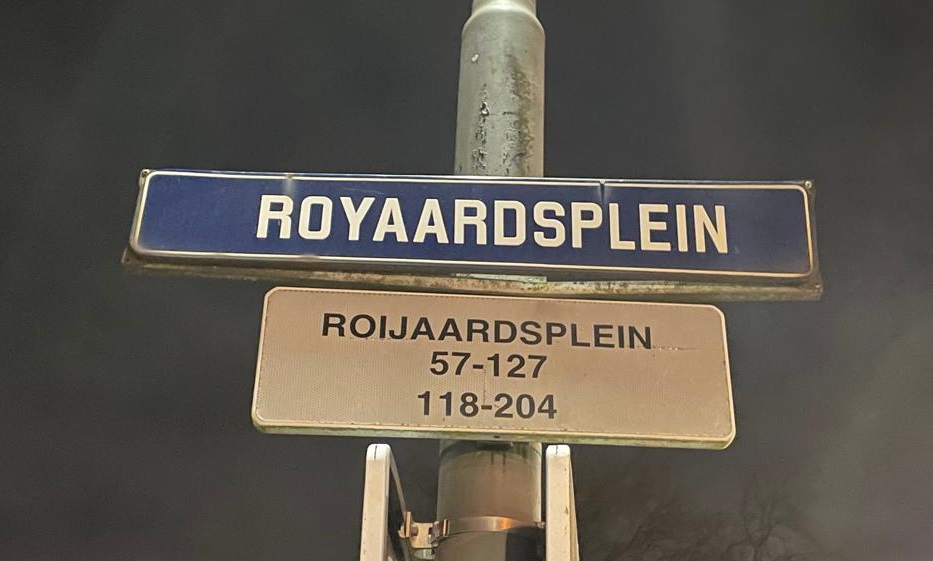 ROYAARDSPLEIN
ROIJAARDSPLEIN
57-127
118-204